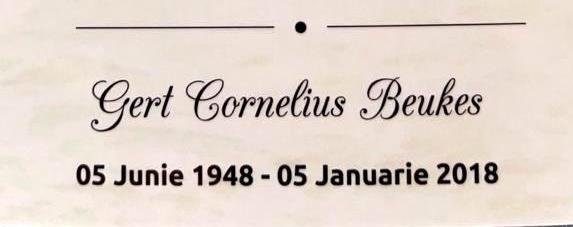 Gert Cornelius Beukes
05 Junie 1948 - 05 Januarie 2018